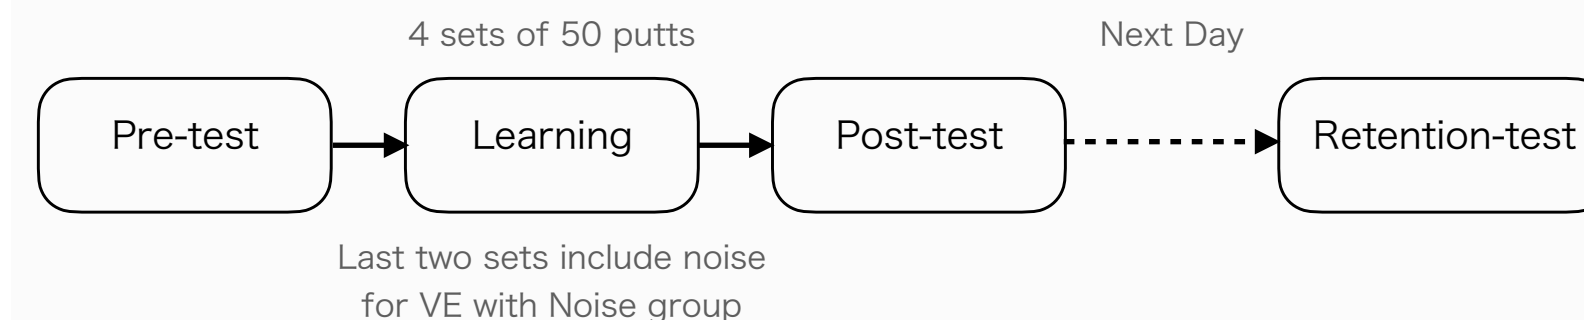 4 sets of 50 putts
Next Day
Pre-test
Learning
Post-test
Retention-test
Last two sets include noise
for VE with Noise group